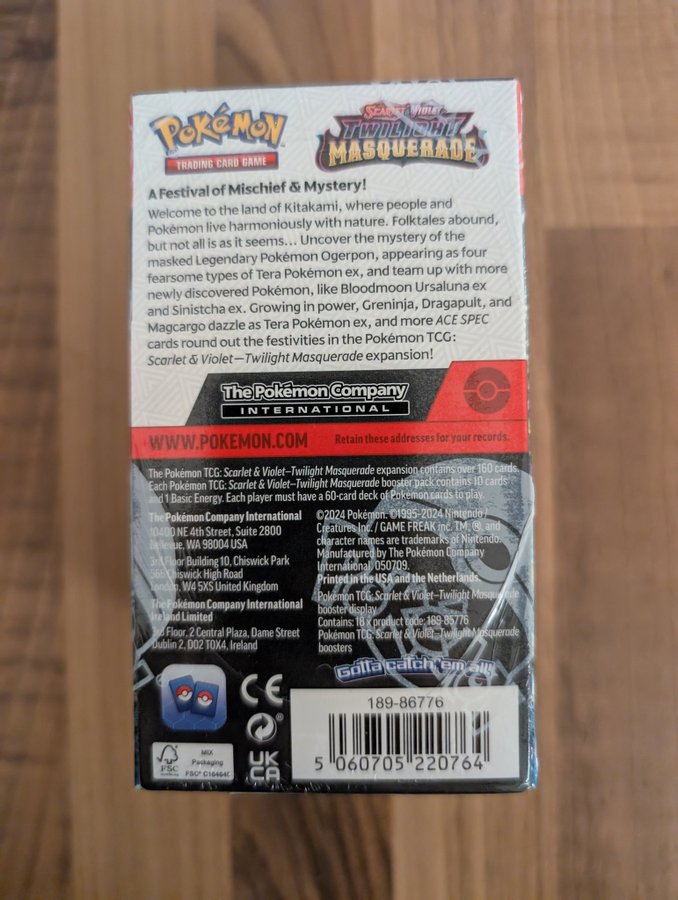 Pokémon
TRADING CARD GAME
SCARLET & VIOLET
TWILIGHT
MASQUERADE
A Festival of Mischief & Mystery!
Welcome to the land of Kitakami, where people and
Pokémon live harmoniously with nature. Folktales abound,
but not all is as it seems... Uncover the mystery of the
masked Legendary Pokémon Ogerpon, appearing as four
fearsome types of Tera Pokémon ex, and team up with more
newly discovered Pokémon, like Bloodmoon Ursaluna ex
and Sinistcha ex. Growing in power, Greninja, Dragapult, and
Magcargo dazzle as Tera Pokémon ex, and more ACE SPEC
cards round out the festivities in the Pokémon TCG:
Scarlet & Violet—Twilight Masquerade expansion!
The Pokémon Company
INTERNATIONAL
WWW.POKEMON.COM
Retain these addresses for your records.
The Pokémon TCG: Scarlet & Violet–Twilight Masquerade expansion contains over 160 cards
Each Pokémon TCG: Scarlet & Violet–Twilight Masquerade booster pack contains 10 cards
and 1 Basic Energy. Each player must have a 60-card deck of Pokémon cards to play.
The Pokémon Company International
10400 NE 4th Street, Suite 2800
Bellevue, WA 98004 USA
3rd Floor Building 10, Chiswick Park
566 Chiswick High Road
London, W4 5XS United Kingdom
The Pokémon Company International
Ireland Limited
3rd Floor, 2 Central Plaza, Dame Street
Dublin 2, D02 T0X4, Ireland
©2024 Pokémon. ©1995-2024 Nintendo /
Creatures Inc. / GAME FREAK inc. TM, ®, and
character names are trademarks of Nintendo.
Manufactured by The Pokémon Company
International. 050709.
Printed in the USA and the Netherlands.
Pokémon TCG: Scarlet & Violet–Twilight Masquerade
booster display
Contains: 18 x product code: 189-85776
Pokémon TCG: Scarlet & Violet–Twilight Masquerade
boosters
Gotta catch 'em all!
CE
UK
CA
FSC
MIX
Packaging
189-86776
5 060705 220764